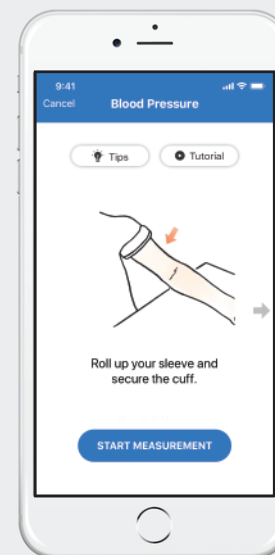 9:41
Cancel Blood Pressure
Tips Tutorial
Roll up your sleeve and
secure the cuff.
START MEASUREMENT